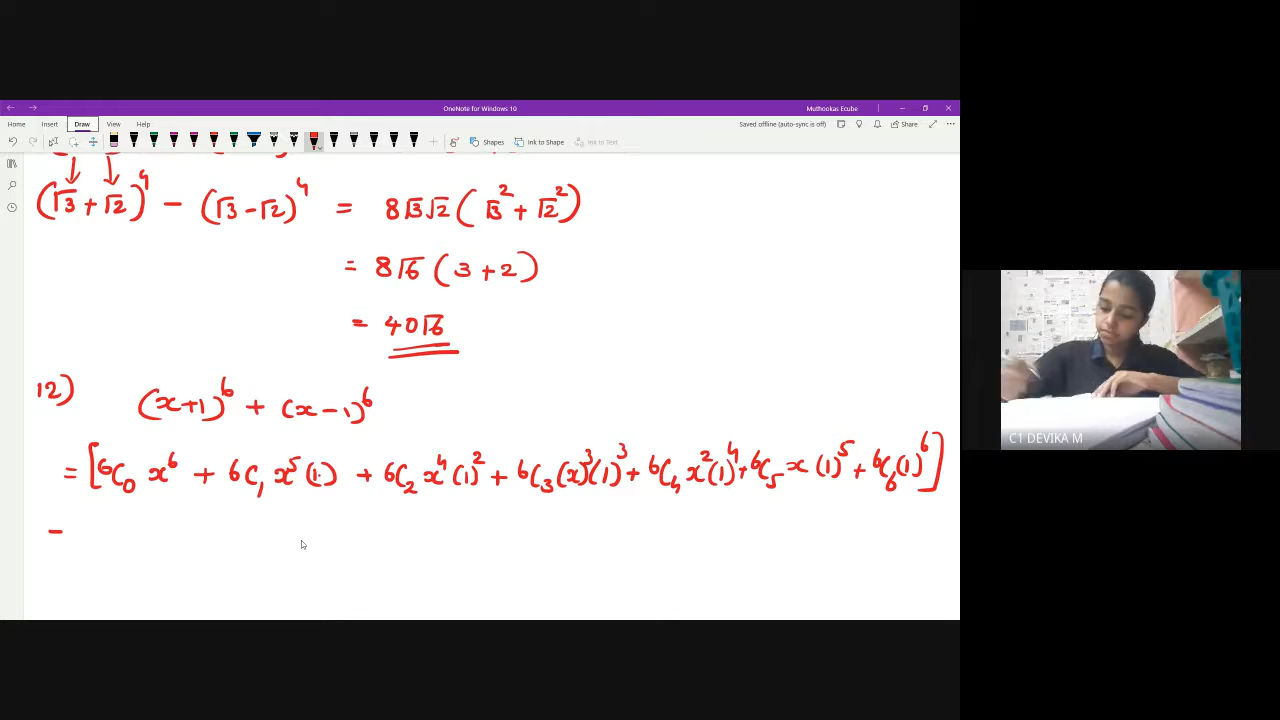 OneNote for Windows 10
Muthookas Ecube
Home Insert Draw View Help
Saved offline (auto-sync is off) Share
Shapes Ink to Shape Ink to Text
(√3+√2)⁴ − (√3−√2)⁴ = 8√3√2(√3²+√2²)
= 8√6(3+2)
= 40√6
12) (x+1)⁶ + (x−1)⁶
= [⁶C₀ x⁶ + 6C₁ x⁵(1) + 6C₂ x⁴(1)² + 6C₃(x)³(1)³ + ⁶C₄ x²(1)⁴ + ⁶C₅ x(1)⁵ + ⁶C₆(1)⁶]
−
C1 DEVIKA M